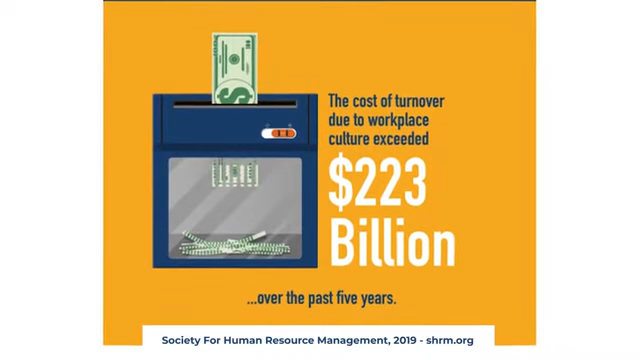 The cost of turnover
due to workplace
culture exceeded
$223
Billion
...over the past five years.
Society For Human Resource Management, 2019 - shrm.org